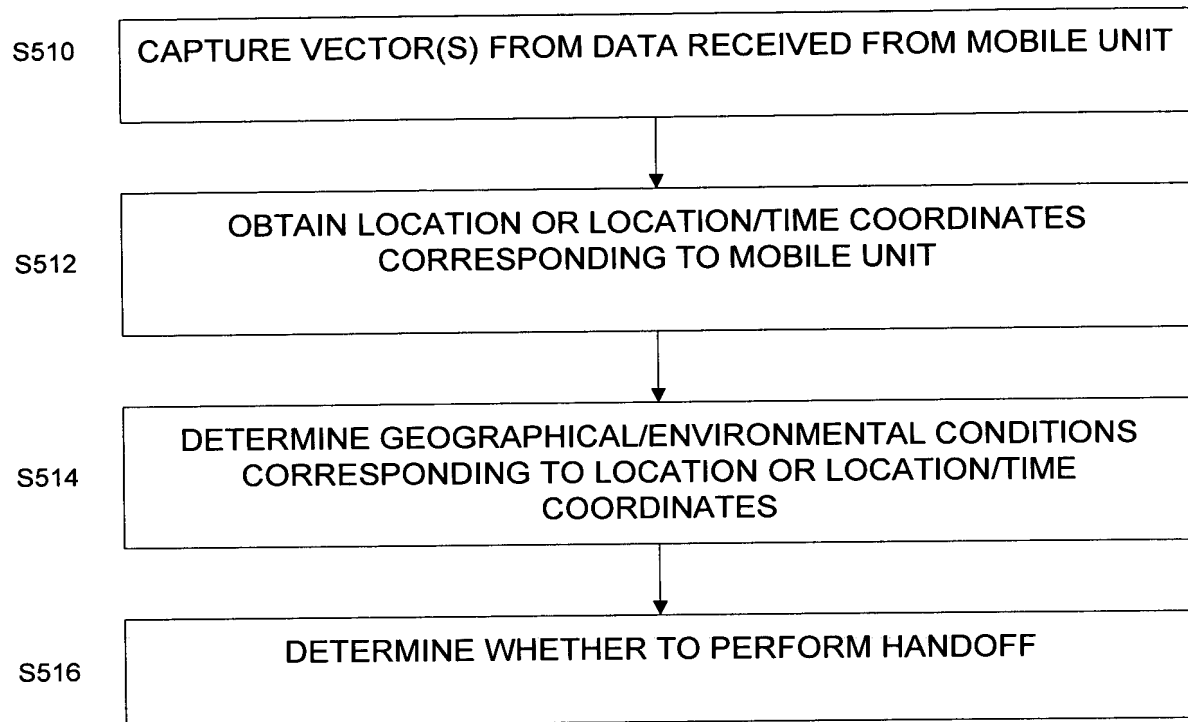 S510 CAPTURE VECTOR(S) FROM DATA RECEIVED FROM MOBILE UNIT
OBTAIN LOCATION OR LOCATION/TIME COORDINATES
S512 CORRESPONDING TO MOBILE UNIT
DETERMINE GEOGRAPHICAL/ENVIRONMENTAL CONDITIONS
S514 CORRESPONDING TO LOCATION OR LOCATION/TIME
COORDINATES
S516 DETERMINE WHETHER TO PERFORM HANDOFF